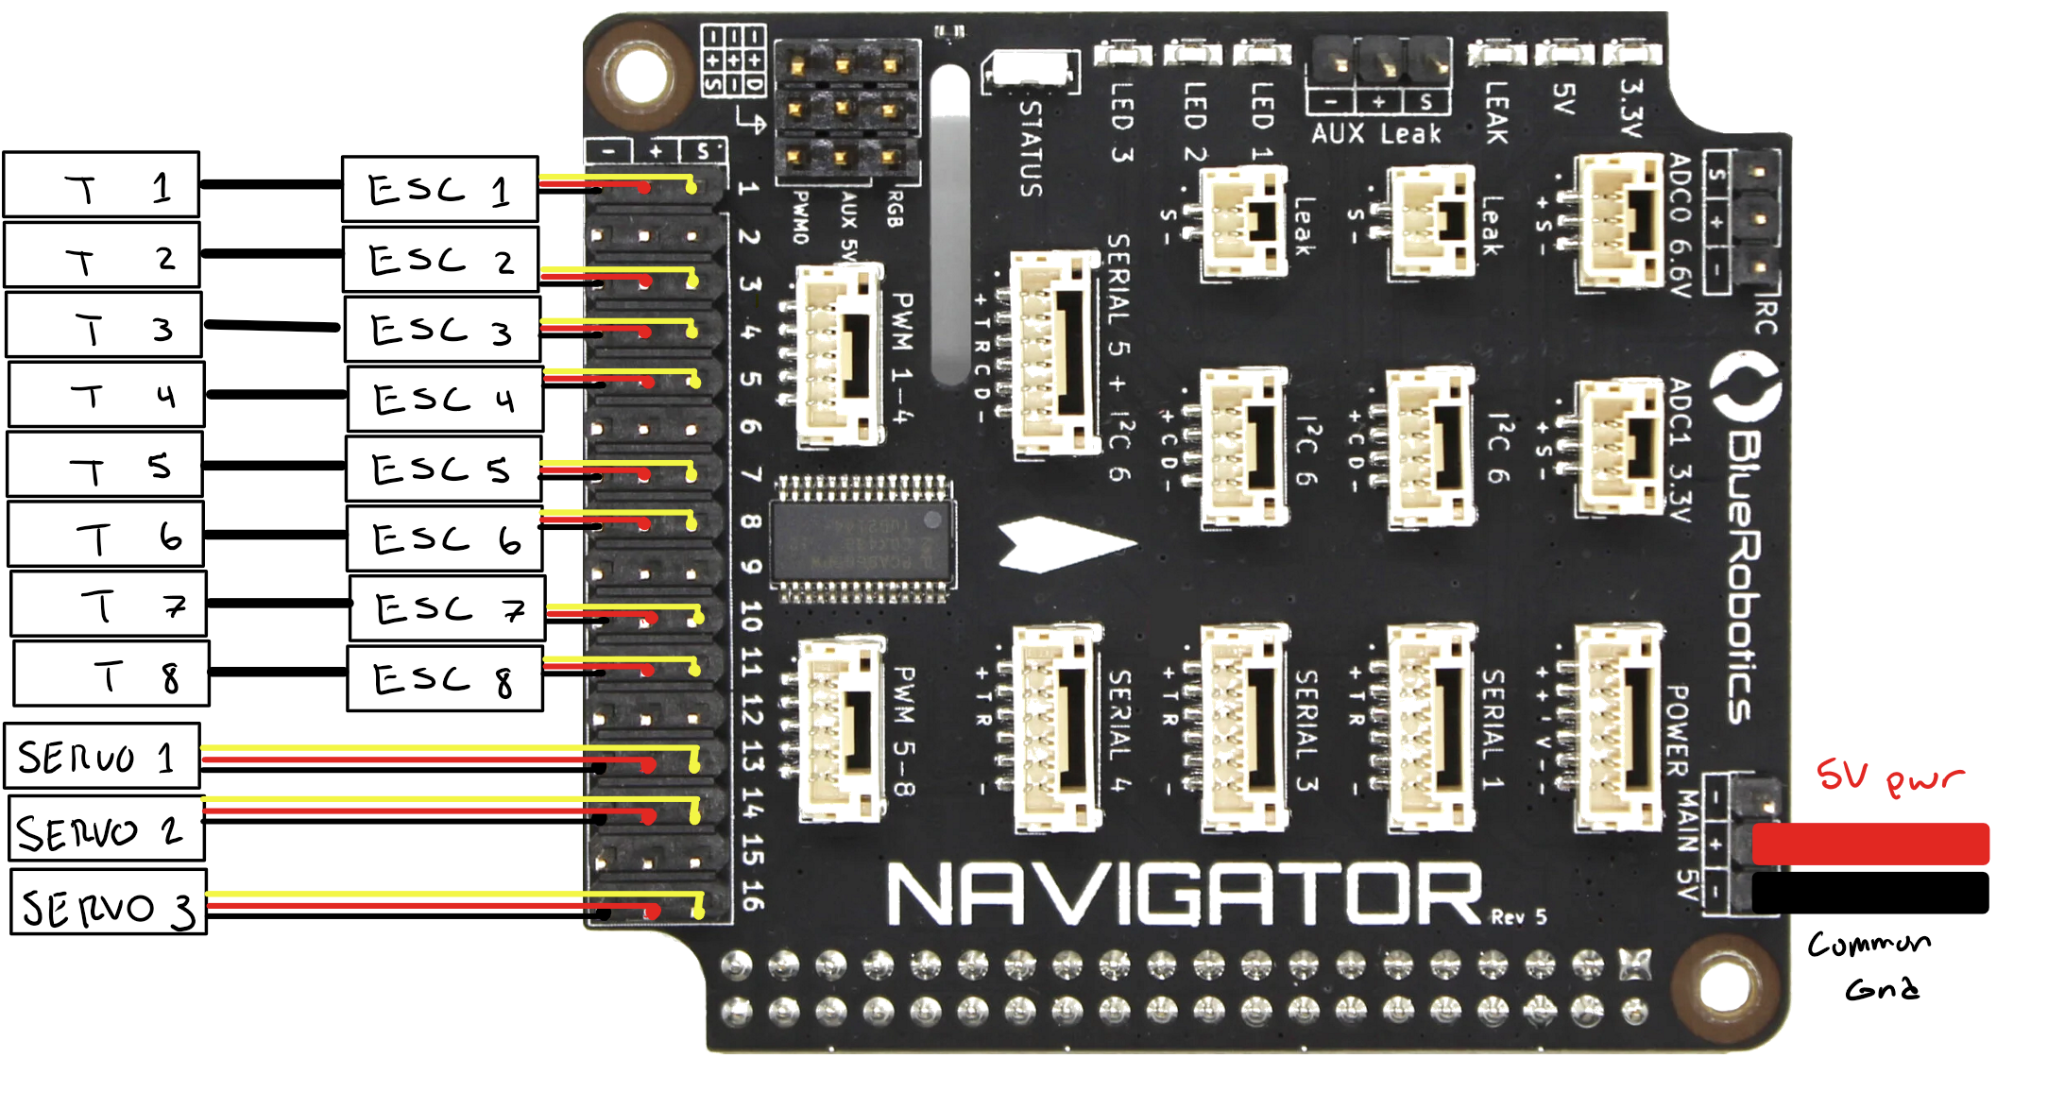 T 1
ESC 1
T 2
ESC 2
T 3
ESC 3
T 4
ESC 4
T 5
ESC 5
T 6
ESC 6
T 7
ESC 7
T 8
ESC 8
SERVO 1
SERVO 2
SERVO 3
- + S
1
2
3
4
5
6
7
8
9
10
11
12
13
14
15
16
- - -
+ + +
S - D
PWM0
AUX 5V
RGB
STATUS
LED 3
LED 2
LED 1
- + S
AUX Leak
LEAK
5V
3.3V
PWM 1-4
+ T R C D -
SERIAL 5 + I²C 6
S -
Leak
S -
Leak
+ S -
ADC0 6.6V
S + -
RC
+ C D -
I²C 6
+ C D -
I²C 6
+ S -
ADC1 3.3V
BlueRobotics
PWM 5-8
+ T R -
SERIAL 4
+ T R -
SERIAL 3
+ T R -
SERIAL 1
+ + I V - -
POWER
- + -
MAIN 5V
5V pwr
Common
Gnd
NAVIGATOR
Rev 5